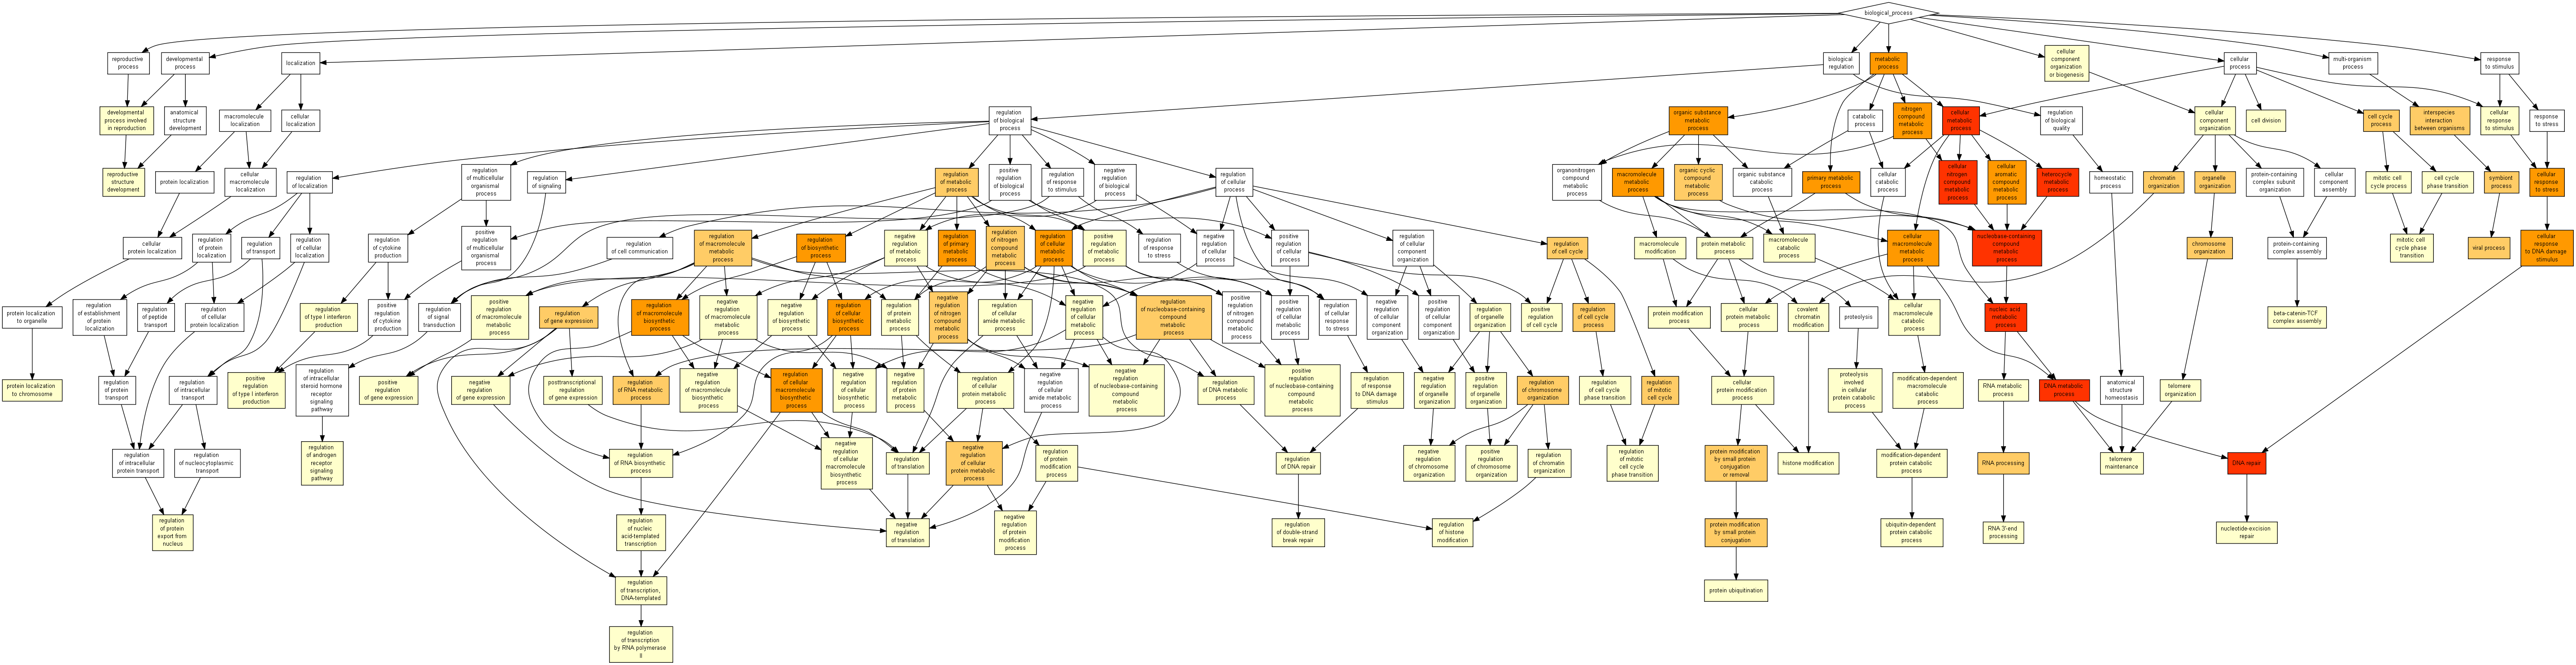 biological_process
reproductive
process
developmental
process
localization
biological
regulation
metabolic
process
cellular
component
organization
or biogenesis
cellular
process
multi-organism
process
response
to stimulus
developmental
process involved
in reproduction
anatomical
structure
development
macromolecule
localization
cellular
localization
regulation
of biological
process
organic substance
metabolic
process
catabolic
process
nitrogen
compound
metabolic
process
cellular
metabolic
process
regulation
of biological
quality
cellular
component
organization
cell division
cell cycle
process
interspecies
interaction
between organisms
cellular
response
to stimulus
response
to stress
reproductive
structure
development
protein localization
cellular
macromolecule
localization
regulation
of localization
regulation
of multicellular
organismal
process
regulation
of signaling
regulation
of metabolic
process
positive
regulation
of biological
process
regulation
of response
to stimulus
negative
regulation
of biological
process
regulation
of cellular
process
organonitrogen
compound
metabolic
process
macromolecule
metabolic
process
organic cyclic
compound
metabolic
process
organic substance
catabolic
process
primary metabolic
process
cellular
catabolic
process
cellular
nitrogen
compound
metabolic
process
cellular
aromatic
compound
metabolic
process
heterocycle
metabolic
process
homeostatic
process
chromatin
organization
organelle
organization
protein-containing
complex subunit
organization
cellular
component
assembly
mitotic cell
cycle process
cell cycle
phase transition
symbiont
process
cellular
response
to stress
cellular
protein localization
regulation
of protein
localization
regulation
of transport
regulation
of cellular
localization
regulation
of cytokine
production
positive
regulation
of multicellular
organismal
process
regulation
of cell communication
regulation
of macromolecule
metabolic
process
regulation
of biosynthetic
process
negative
regulation
of metabolic
process
regulation
of primary
metabolic
process
regulation
of nitrogen
compound
metabolic
process
regulation
of cellular
metabolic
process
positive
regulation
of metabolic
process
regulation
of response
to stress
negative
regulation
of cellular
process
positive
regulation
of cellular
process
regulation
of cellular
component
organization
regulation
of cell cycle
macromolecule
modification
protein metabolic
process
macromolecule
catabolic
process
cellular
macromolecule
metabolic
process
nucleobase-containing
compound
metabolic
process
chromosome
organization
protein-containing
complex assembly
mitotic cell
cycle phase
transition
viral process
cellular
response
to DNA damage
stimulus
protein localization
to organelle
regulation
of establishment
of protein
localization
regulation
of peptide
transport
regulation
of cellular
protein localization
regulation
of type I interferon
production
positive
regulation
of cytokine
production
regulation
of signal
transduction
positive
regulation
of macromolecule
metabolic
process
regulation
of gene expression
regulation
of macromolecule
biosynthetic
process
negative
regulation
of macromolecule
metabolic
process
negative
regulation
of biosynthetic
process
regulation
of cellular
biosynthetic
process
regulation
of protein
metabolic
process
negative
regulation
of nitrogen
compound
metabolic
process
regulation
of cellular
amide metabolic
process
negative
regulation
of cellular
metabolic
process
regulation
of nucleobase-containing
compound
metabolic
process
positive
regulation
of nitrogen
compound
metabolic
process
positive
regulation
of cellular
metabolic
process
regulation
of cellular
response
to stress
negative
regulation
of cellular
component
organization
positive
regulation
of cellular
component
organization
regulation
of organelle
organization
positive
regulation
of cell cycle
regulation
of cell cycle
process
protein modification
process
cellular
protein metabolic
process
covalent
chromatin
modification
proteolysis
cellular
macromolecule
catabolic
process
nucleic acid
metabolic
process
beta-catenin-TCF
complex assembly
protein localization
to chromosome
regulation
of protein
transport
regulation
of intracellular
transport
positive
regulation
of type I interferon
production
regulation
of intracellular
steroid hormone
receptor
signaling
pathway
positive
regulation
of gene expression
negative
regulation
of gene expression
posttranscriptional
regulation
of gene expression
regulation
of RNA metabolic
process
negative
regulation
of macromolecule
biosynthetic
process
regulation
of cellular
macromolecule
biosynthetic
process
negative
regulation
of cellular
biosynthetic
process
negative
regulation
of protein
metabolic
process
regulation
of cellular
protein metabolic
process
negative
regulation
of cellular
amide metabolic
process
negative
regulation
of nucleobase-containing
compound
metabolic
process
regulation
of DNA metabolic
process
positive
regulation
of nucleobase-containing
compound
metabolic
process
regulation
of response
to DNA damage
stimulus
negative
regulation
of organelle
organization
positive
regulation
of organelle
organization
regulation
of chromosome
organization
regulation
of cell cycle
phase transition
regulation
of mitotic
cell cycle
cellular
protein modification
process
proteolysis
involved
in cellular
protein catabolic
process
modification-dependent
macromolecule
catabolic
process
RNA metabolic
process
DNA metabolic
process
anatomical
structure
homeostasis
telomere
organization
regulation
of intracellular
protein transport
regulation
of nucleocytoplasmic
transport
regulation
of androgen
receptor
signaling
pathway
regulation
of RNA biosynthetic
process
negative
regulation
of cellular
macromolecule
biosynthetic
process
regulation
of translation
negative
regulation
of cellular
protein metabolic
process
regulation
of protein
modification
process
regulation
of DNA repair
negative
regulation
of chromosome
organization
positive
regulation
of chromosome
organization
regulation
of chromatin
organization
regulation
of mitotic
cell cycle
phase transition
protein modification
by small protein
conjugation
or removal
histone modification
modification-dependent
protein catabolic
process
RNA processing
telomere
maintenance
DNA repair
regulation
of protein
export from
nucleus
regulation
of nucleic
acid-templated
transcription
negative
regulation
of translation
negative
regulation
of protein
modification
process
regulation
of double-strand
break repair
regulation
of histone
modification
protein modification
by small protein
conjugation
ubiquitin-dependent
protein catabolic
process
RNA 3'-end
processing
nucleotide-excision
repair
regulation
of transcription,
DNA-templated
protein ubiquitination
regulation
of transcription
by RNA polymerase
II